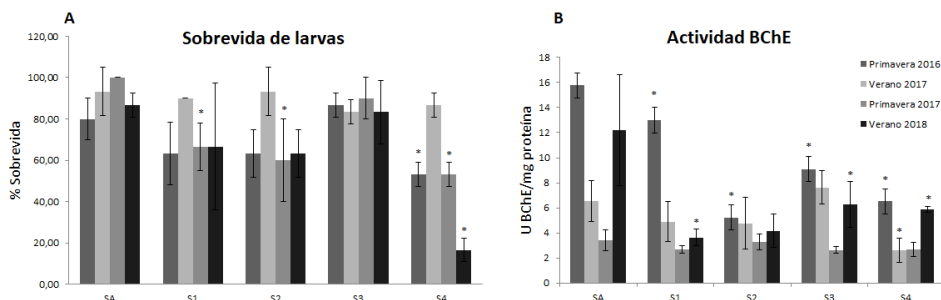 A
Sobrevida de larvas
% Sobrevida
120,00
100,00
80,00
60,00
40,00
20,00
0,00
*
*
*
*
*
SA
S1
S2
S3
S4
B
Actividad BChE
U BChE/mg proteína
18
16
14
12
10
8
6
4
2
0
*
*
*
*
*
*
*
*
SA
S1
S2
S3
S4
Primavera 2016
Verano 2017
Primavera 2017
Verano 2018